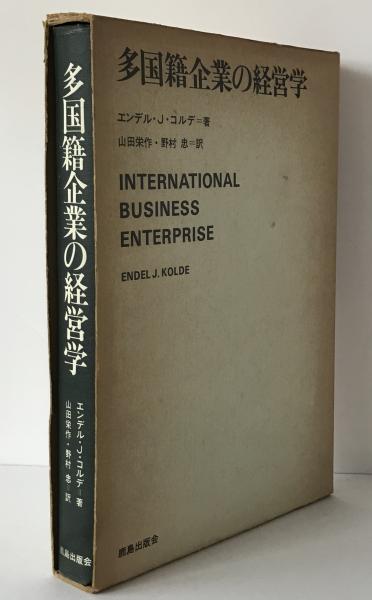 多国籍企業の経営学
エンデル・J・コルデ=著
山田栄作・野村 忠=訳
INTERNATIONAL
BUSINESS
ENTERPRISE
ENDEL J. KOLDE
鹿島出版会
多国籍企業の経営学
エンデル・J・コルデ=著
山田栄作・野村 忠=訳
鹿島出版会